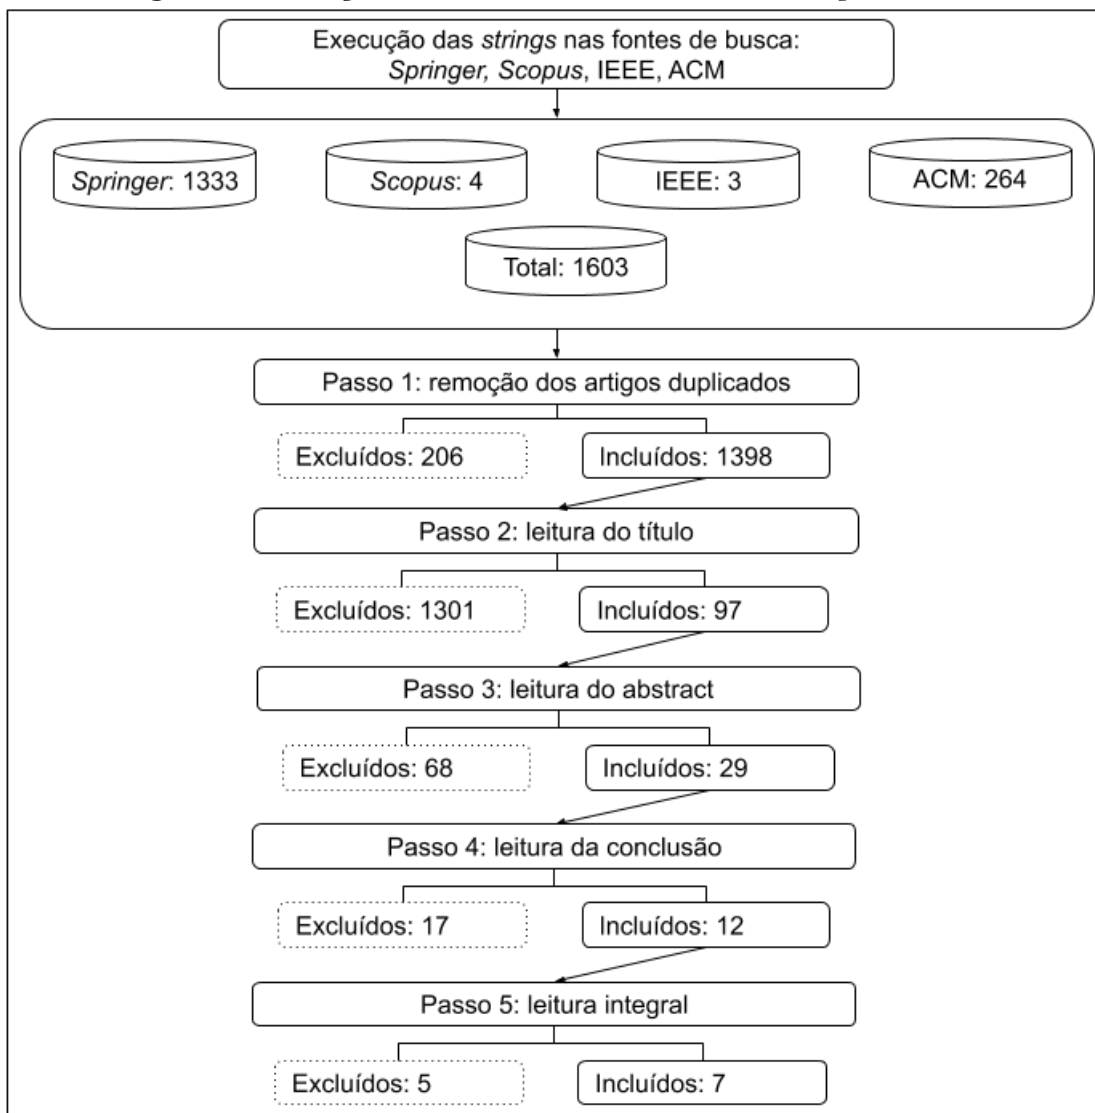 Execução das strings nas fontes de busca:
Springer, Scopus, IEEE, ACM
Springer: 1333
Scopus: 4
IEEE: 3
ACM: 264
Total: 1603
Passo 1: remoção dos artigos duplicados
Excluídos: 206
Incluídos: 1398
Passo 2: leitura do título
Excluídos: 1301
Incluídos: 97
Passo 3: leitura do abstract
Excluídos: 68
Incluídos: 29
Passo 4: leitura da conclusão
Excluídos: 17
Incluídos: 12
Passo 5: leitura integral
Excluídos: 5
Incluídos: 7